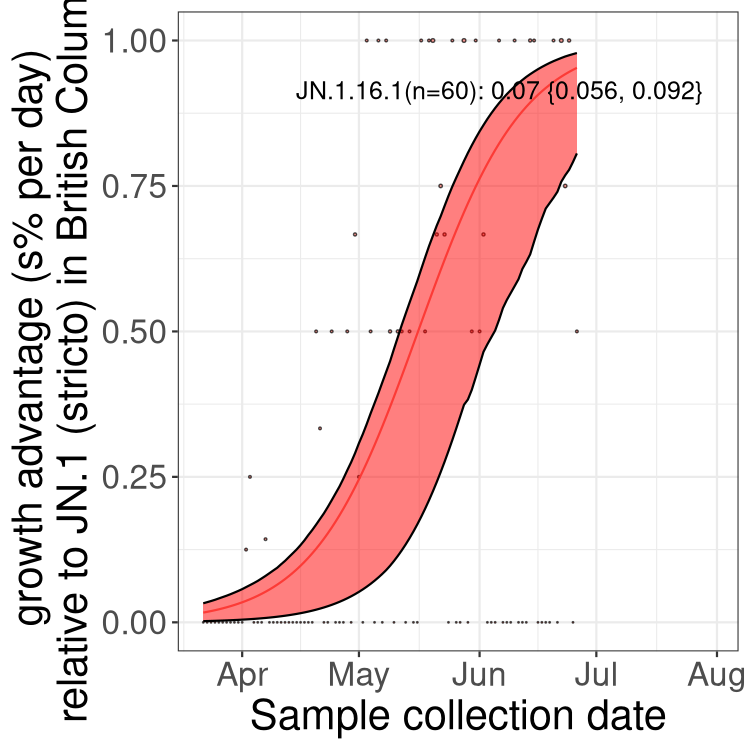 growth advantage (s% per day)
relative to JN.1 (stricto) in British Colum
1.00
0.75
0.50
0.25
0.00
JN.1.16.1(n=60): 0.07 {0.056, 0.092}
Apr May Jun Jul Aug
Sample collection date